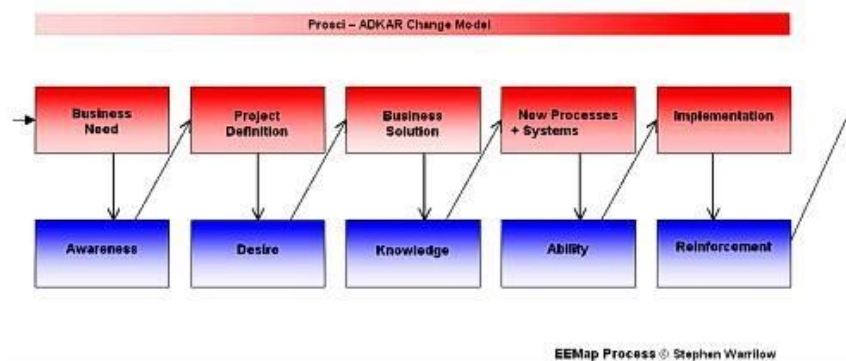 Prosci – ADKAR Change Model
Business
Need
Project
Definition
Business
Solution
New Processes
+ Systems
Implementation
Awareness
Desire
Knowledge
Ability
Reinforcement
EEMap Process © Stephen Warrilow